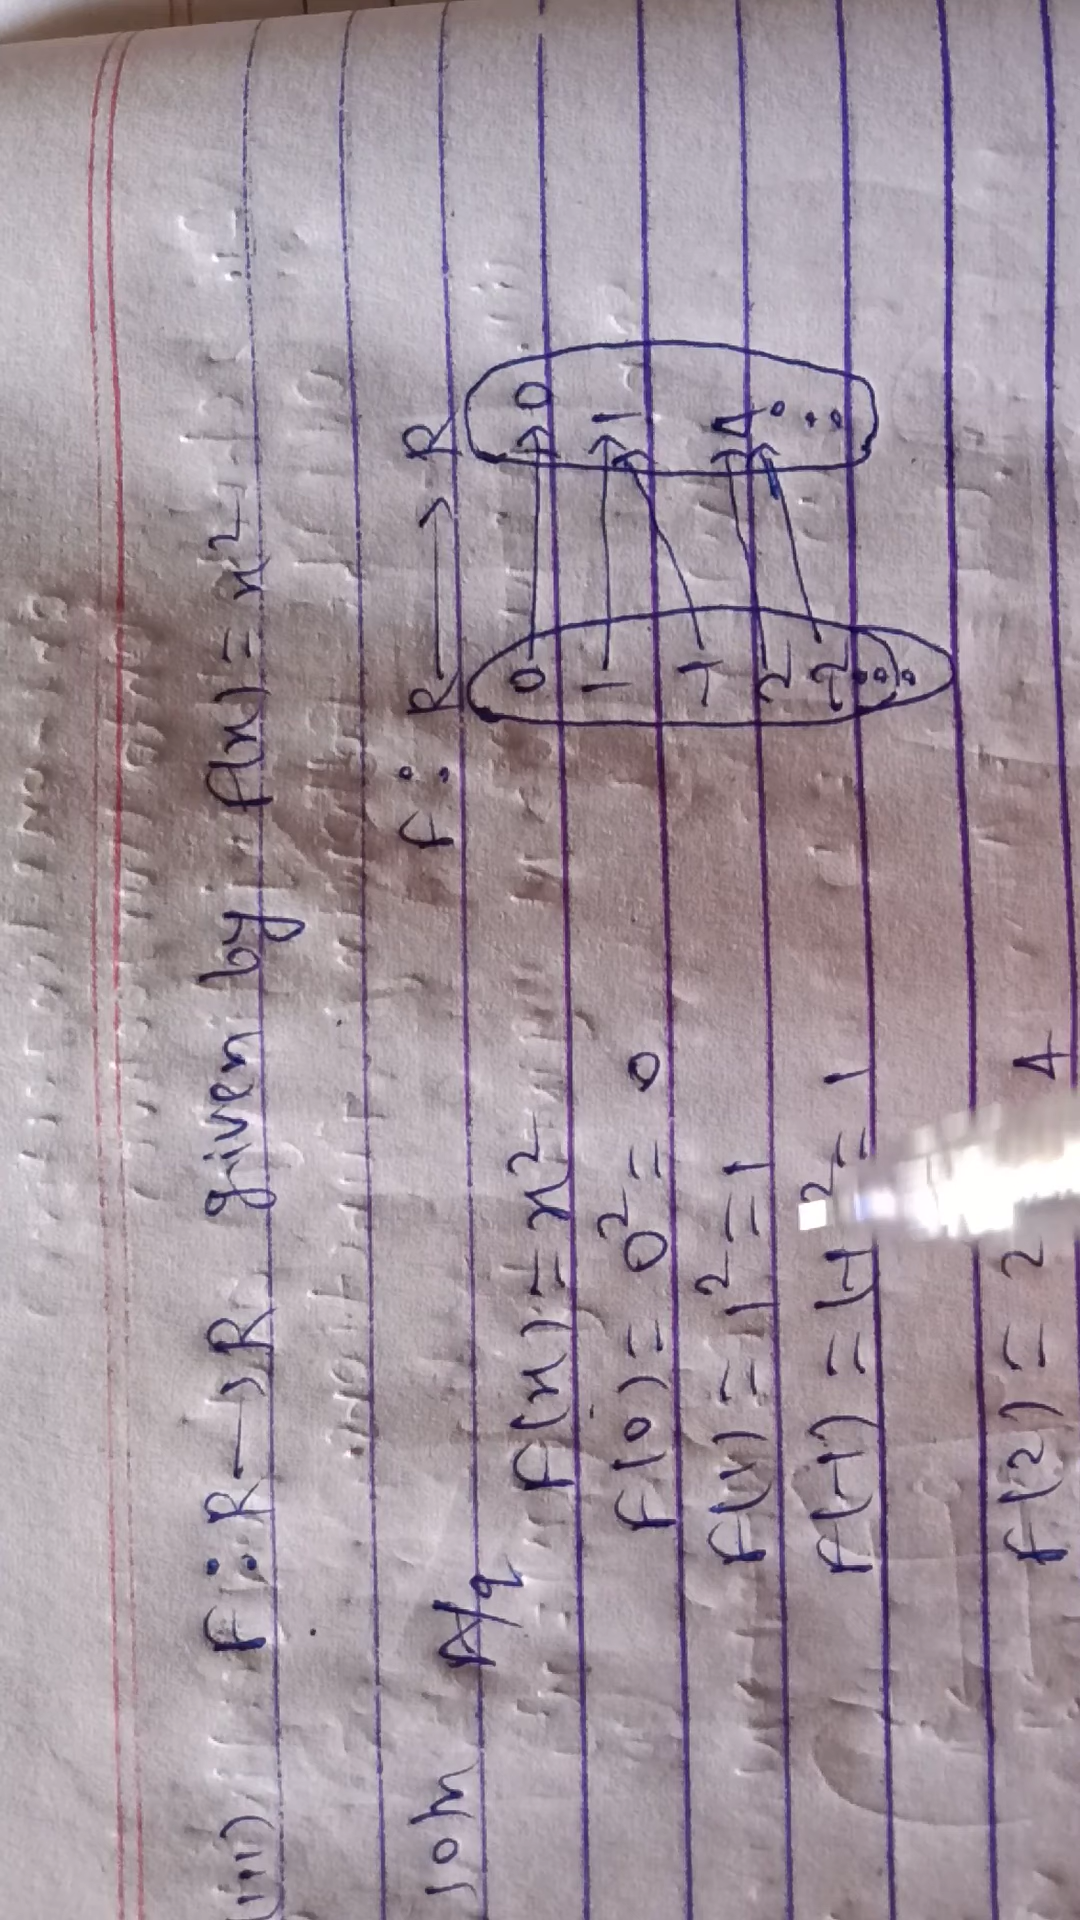 (iii) f: R→R given by f(x) = x²
Soln A/q
f: R → R
f(x) = x²
f(0) = 0² = 0
f(1) = 1² = 1
f(-1) = ² = 1
f(2) = 2 4
0 0
1 1
-1
2 4
-2